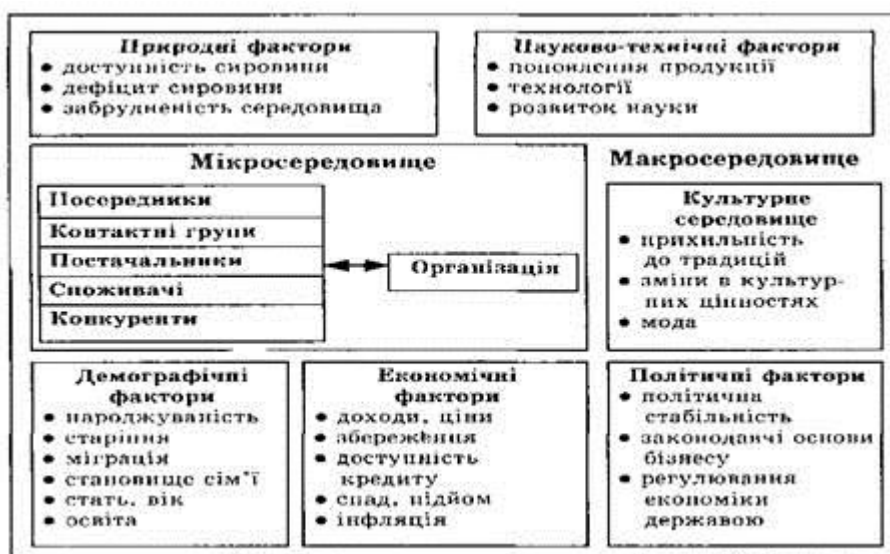 Природні фактори
• доступність сировини
• дефіцит сировини
• забрудненість середовища
Науково-технічні фактори
• поновлення продукції
• технології
• розвиток науки
Мікросередовище
Посередники
Контактні групи
Постачальники
Споживачі
Конкуренти
Організація
Макросередовище
Культурне
середовище
• прихильність
до традицій
• зміни в культур-
них цінностях
• мода
Демографічні
фактори
• народжуваність
• старіння
• міграція
• становище сім'ї
• стать, вік
• освіта
Економічні
фактори
• доходи, ціни
• збереження
• доступність
кредиту
• спад, підйом
• інфляція
Політичні фактори
• політична
стабільність
• законодавчі основи
бізнесу
• регулювання
економіки
державою